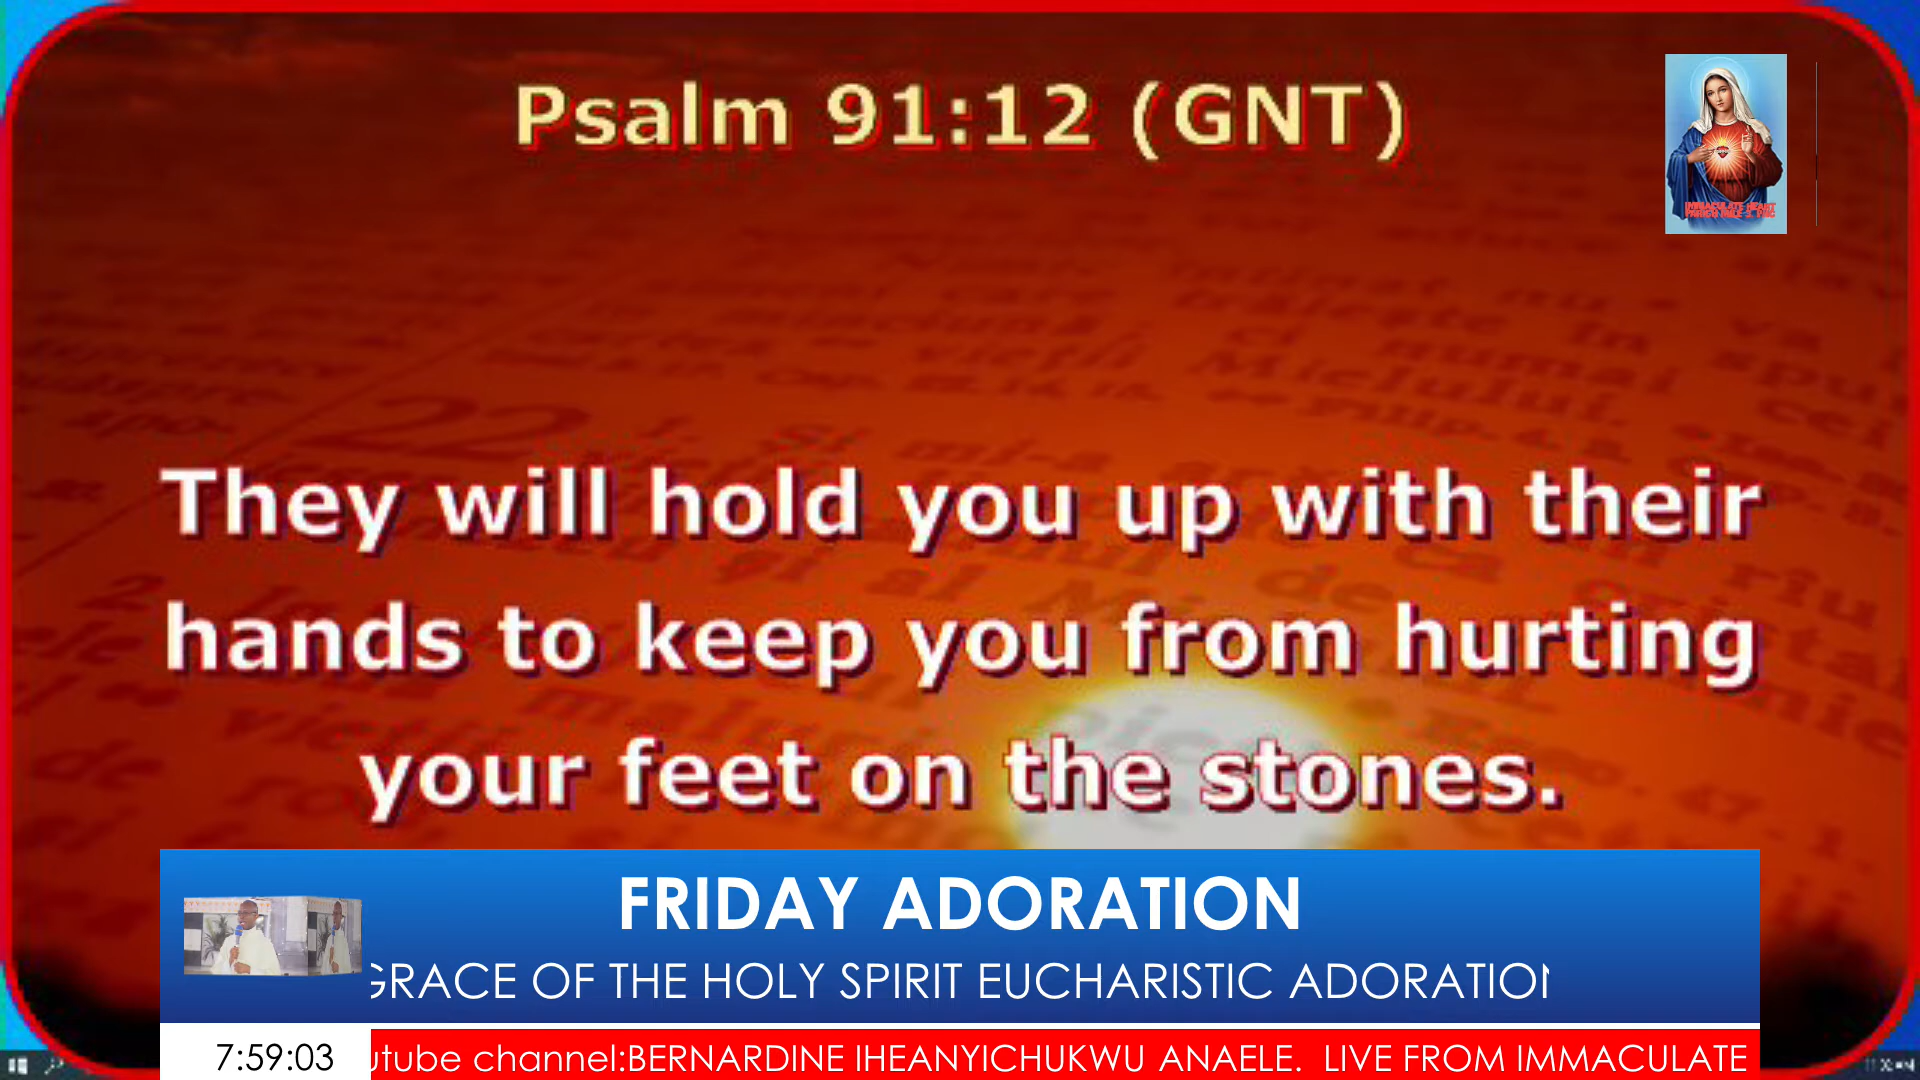 Psalm 91:12 (GNT)
They will hold you up with their
hands to keep you from hurting
your feet on the stones.
FRIDAY ADORATION
GRACE OF THE HOLY SPIRIT EUCHARISTIC ADORATION
7:59:03
utube channel:BERNARDINE IHEANYICHUKWU ANAELE. LIVE FROM IMMACULATE